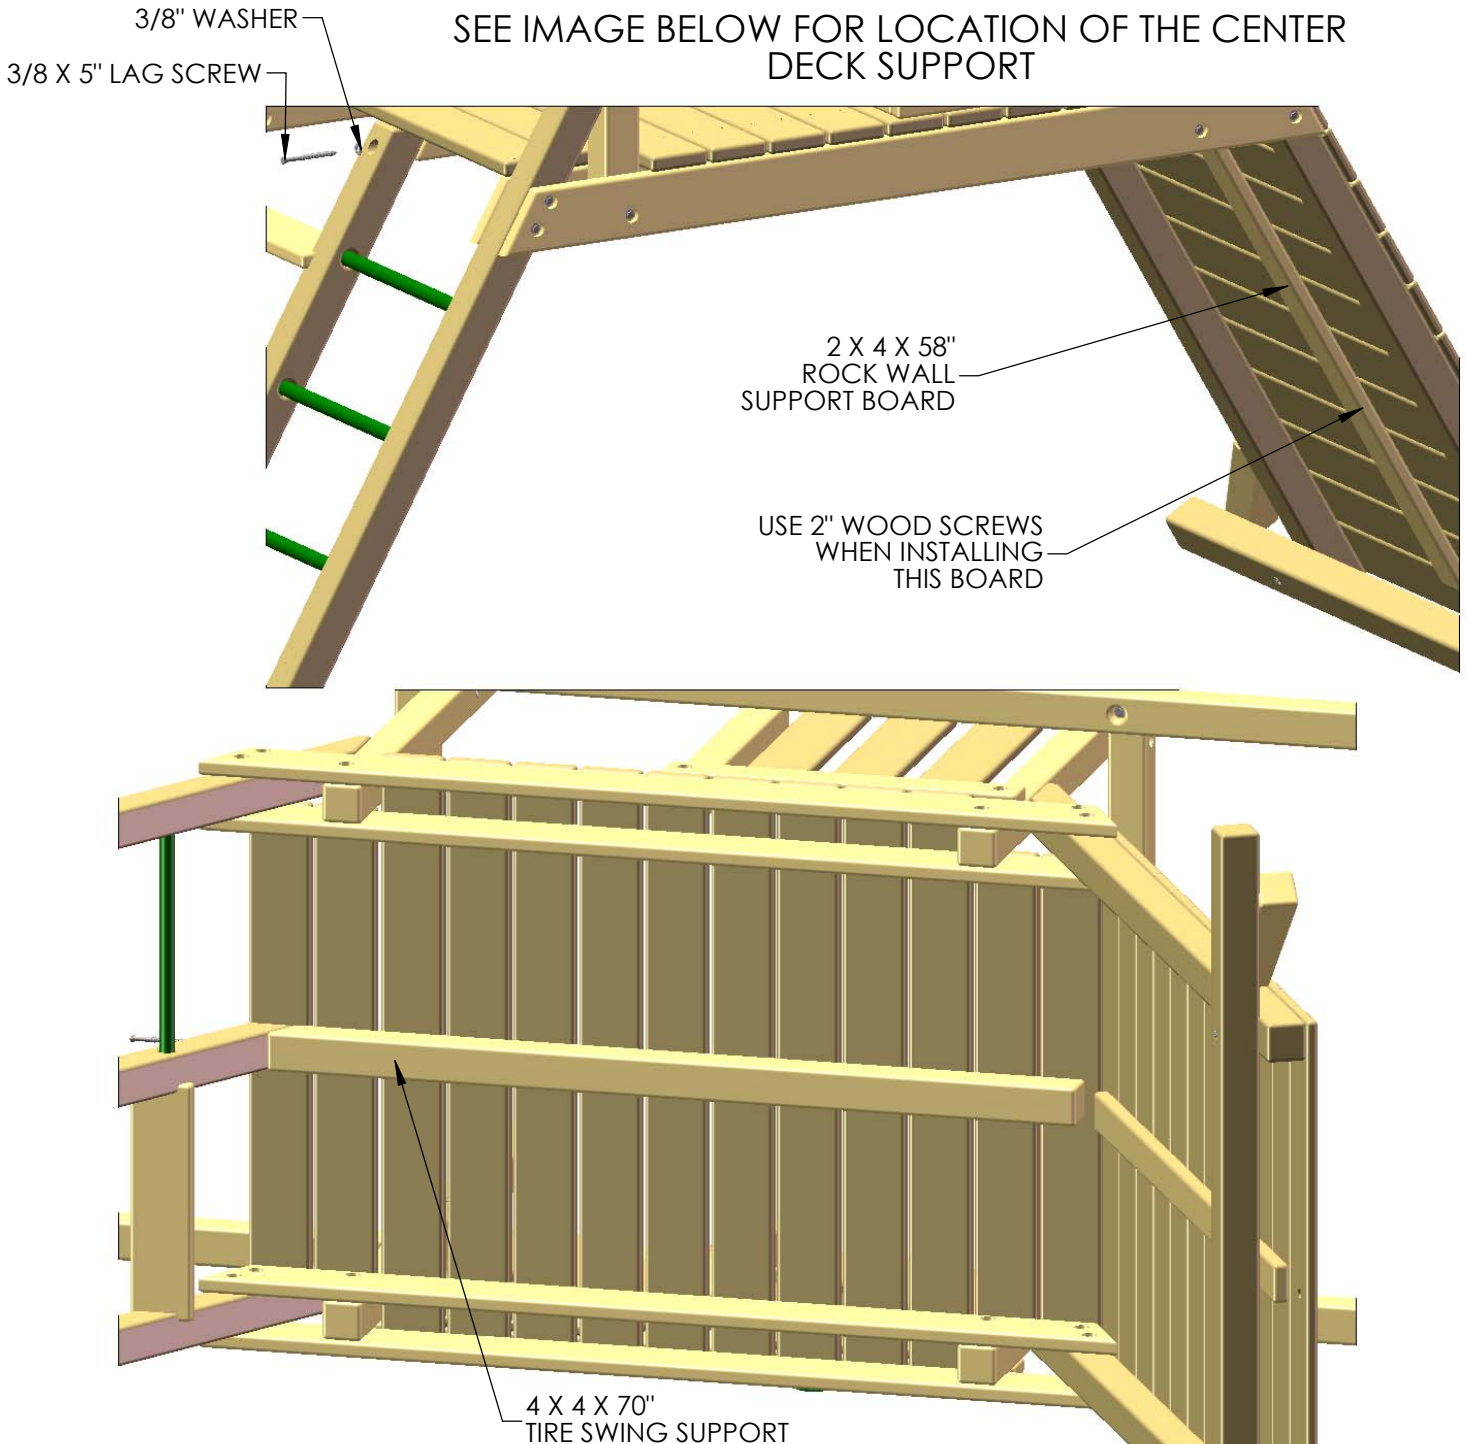 3/8" WASHER
3/8 X 5" LAG SCREW
SEE IMAGE BELOW FOR LOCATION OF THE CENTER
DECK SUPPORT
2 X 4 X 58"
ROCK WALL
SUPPORT BOARD
USE 2" WOOD SCREWS
WHEN INSTALLING
THIS BOARD
4 X 4 X 70"
TIRE SWING SUPPORT